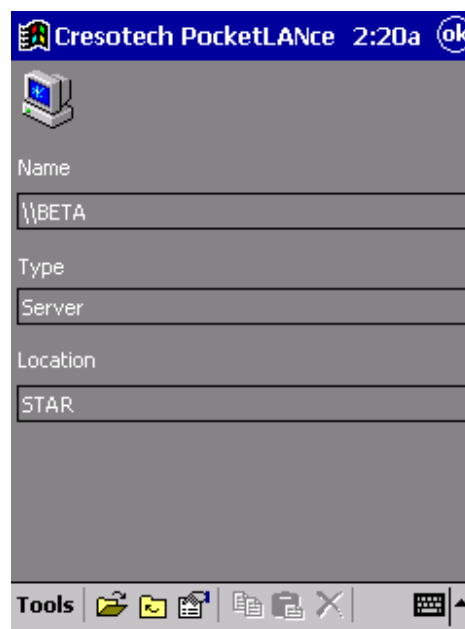 Cresotech PocketLANce 2:20a ok
Name
\\BETA
Type
Server
Location
STAR
Tools